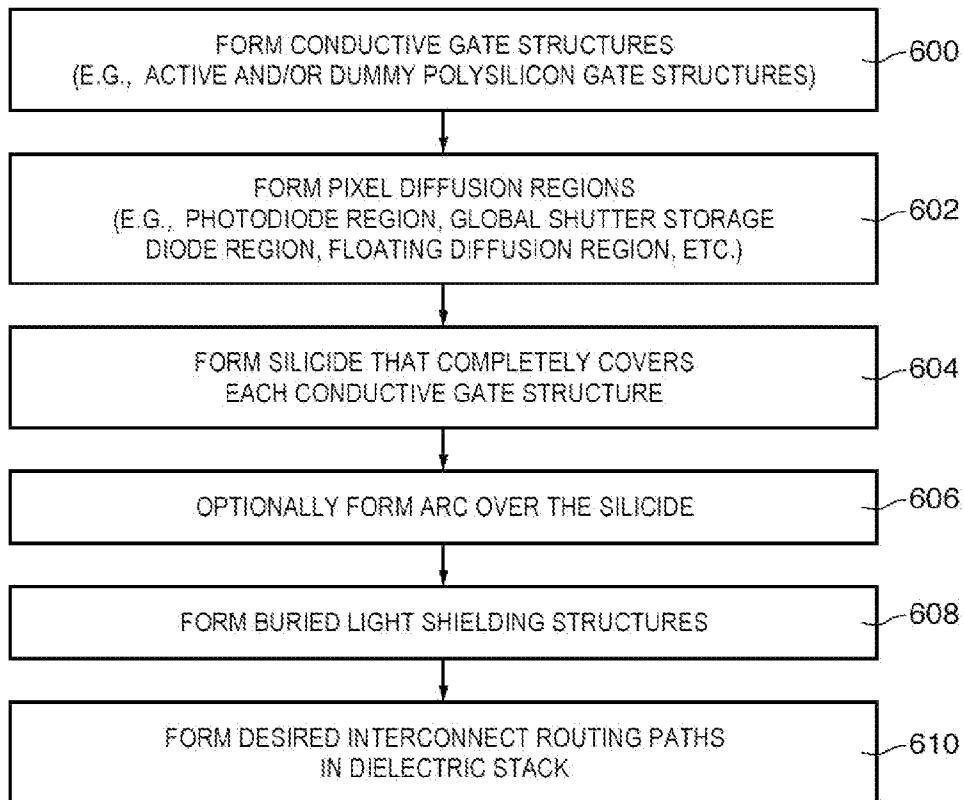 FORM CONDUCTIVE GATE STRUCTURES
(E.G., ACTIVE AND/OR DUMMY POLYSILICON GATE STRUCTURES)
600
FORM PIXEL DIFFUSION REGIONS
(E.G., PHOTODIODE REGION, GLOBAL SHUTTER STORAGE
DIODE REGION, FLOATING DIFFUSION REGION, ETC.)
602
FORM SILICIDE THAT COMPLETELY COVERS
EACH CONDUCTIVE GATE STRUCTURE
604
OPTIONALLY FORM ARC OVER THE SILICIDE
606
FORM BURIED LIGHT SHIELDING STRUCTURES
608
FORM DESIRED INTERCONNECT ROUTING PATHS
IN DIELECTRIC STACK
610